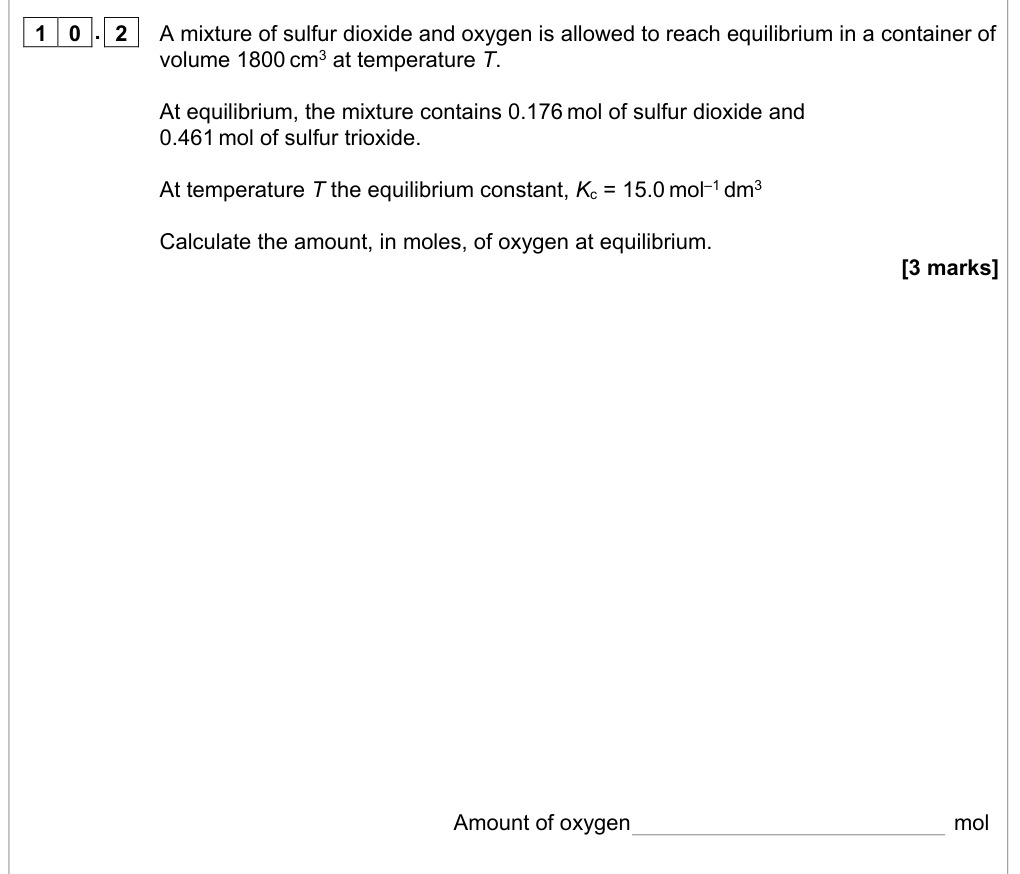 10.2 A mixture of sulfur dioxide and oxygen is allowed to reach equilibrium in a container of
volume 1800 cm³ at temperature T.
At equilibrium, the mixture contains 0.176 mol of sulfur dioxide and
0.461 mol of sulfur trioxide.
At temperature T the equilibrium constant, Kc = 15.0 mol⁻¹ dm³
Calculate the amount, in moles, of oxygen at equilibrium.
[3 marks]
Amount of oxygen mol